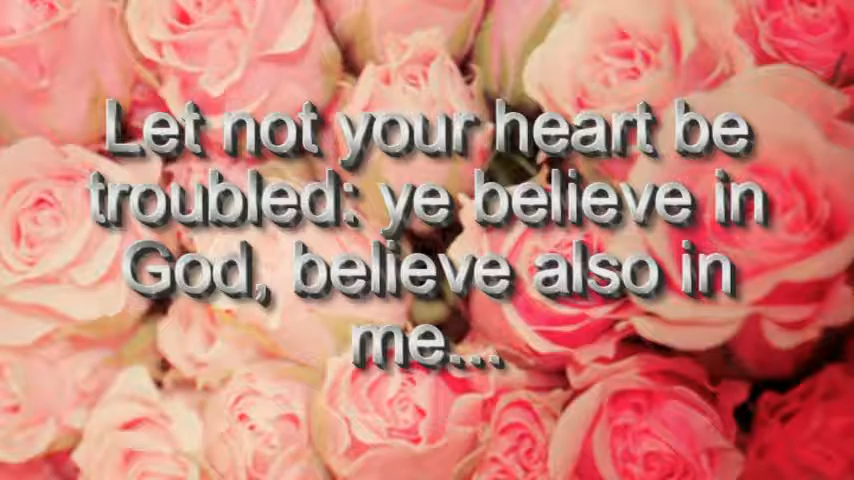 Let not your heart be
troubled: ye believe in
God, believe also in
me...